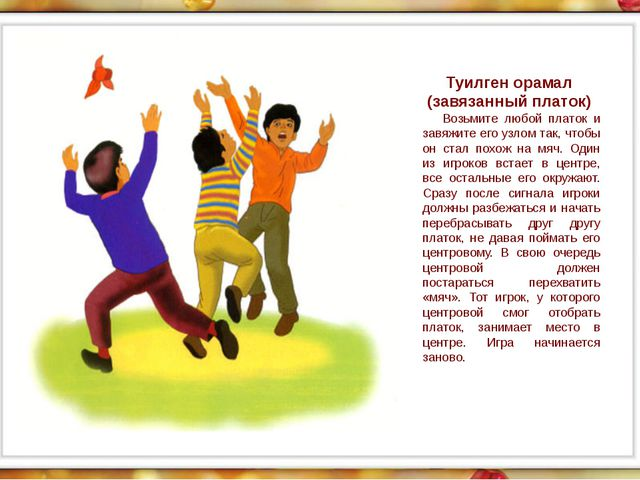 Туилген орамал
(завязанный платок)
Возьмите любой платок и
завяжите его узлом так, чтобы
он стал похож на мяч. Один
из игроков встает в центре,
все остальные его окружают.
Сразу после сигнала игроки
должны разбежаться и начать
перебрасывать друг другу
платок, не давая поймать его
центровому. В свою очередь
центровой должен
постараться перехватить
«мяч». Тот игрок, у которого
центровой смог отобрать
платок, занимает место в
центре. Игра начинается
заново.